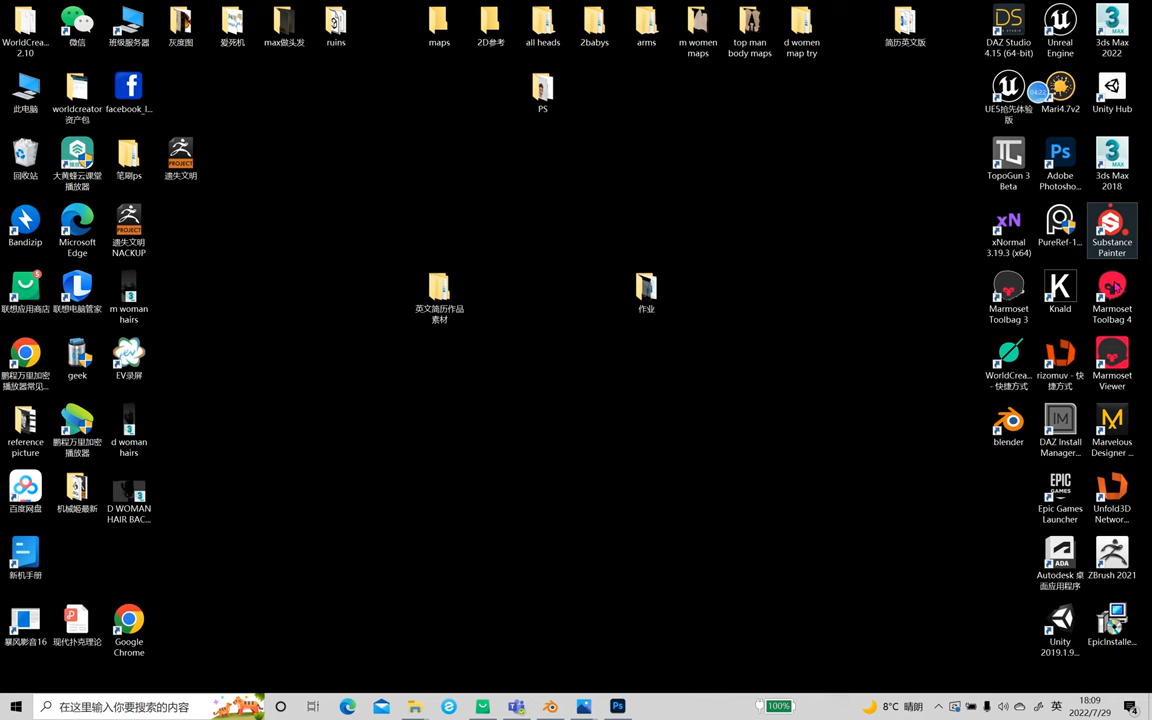 WorldCrea...
2.10
微信
班级服务器
灰度图
爱死机
max做头发
ruins
maps
2D参考
all heads
2babys
arms
m women
maps
top man
body maps
d women
map try
简历英文版
DAZ Studio
4.15 (64-bit)
Unreal
Engine
3ds Max
2022
此电脑
worldcreator
资产包
facebook_l...
PS
UE5抢先体验
版
04:22
Mari4.7v2
Unity Hub
回收站
大黄蜂云课堂
播放器
笔刷ps
PROJECT
遗失文明
TopoGun 3
Beta
Adobe
Photosho...
3ds Max
2018
Bandizip
Microsoft
Edge
PROJECT
遗失文明
NACKUP
xNormal
3.19.3 (x64)
PureRef-1...
Substance
Painter
联想应用商店
联想电脑管家
m woman
hairs
英文简历作品
素材
作业
Marmoset
Toolbag 3
Knald
Marmoset
Toolbag 4
鹏程万里加密
播放器常见...
geek
EV录屏
WorldCrea...
- 快捷方式
rizomuv - 快
捷方式
Marmoset
Viewer
reference
picture
鹏程万里加密
播放器
d woman
hairs
blender
DAZ Install
Manager...
Marvelous
Designer ...
百度网盘
机械姬最新
D WOMAN
HAIR BAC...
Epic Games
Launcher
Unfold3D
Networ...
新机手册
Autodesk 桌
面应用程序
ZBrush 2021
暴风影音16
现代扑克理论
Google
Chrome
Unity
2019.1.9...
EpicInstalle...
在这里输入你要搜索的内容
100%
8°C 晴朗
英
18:09
2022/7/29
4